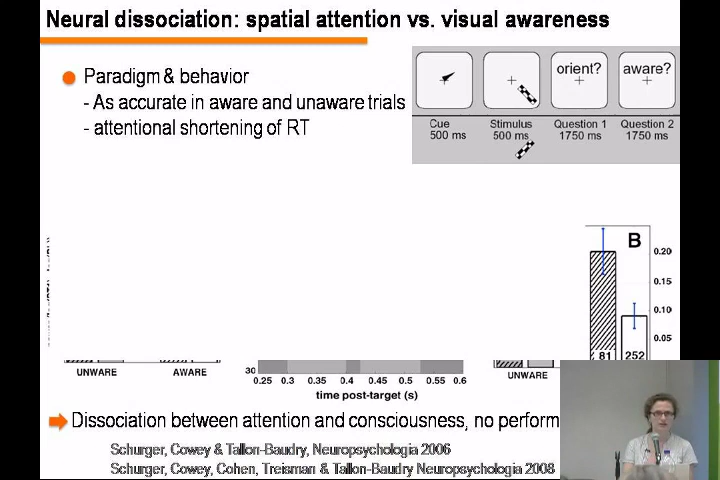 Neural dissociation: spatial attention vs. visual awareness
Paradigm & behavior
- As accurate in aware and unaware trials
- attentional shortening of RT
orient?
aware?
Cue
500 ms
Stimulus
500 ms
Question 1
1750 ms
Question 2
1750 ms
B
0.20
0.10
0.05
81
252
UNWARE
AWARE
30
0.25 0.3 0.35 0.4 0.45 0.5 0.55 0.6
time post-target (s)
UNWARE
Dissociation between attention and consciousness, no perform
Schurger, Cowey & Tallon-Baudry, Neuropsychologia 2006
Schurger, Cowey, Cohen, Treisman & Tallon-Baudry Neuropsychologia 2008